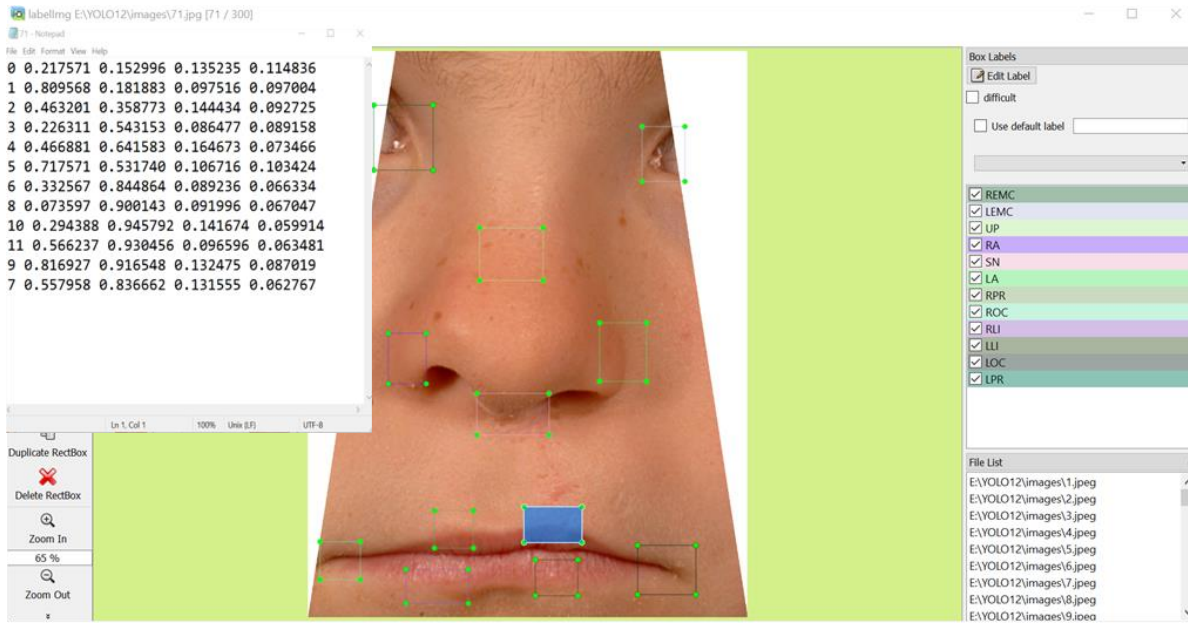 labelImg E:\YOLO12\images\71.jpg [71 / 300]
71 - Notepad
File Edit Format View Help
0 0.217571 0.152996 0.135235 0.114836
1 0.809568 0.181883 0.097516 0.097004
2 0.463201 0.358773 0.144434 0.092725
3 0.226311 0.543153 0.086477 0.089158
4 0.466881 0.641583 0.164673 0.073466
5 0.717571 0.531740 0.106716 0.103424
6 0.332567 0.844864 0.089236 0.066334
8 0.073597 0.900143 0.091996 0.067047
10 0.294388 0.945792 0.141674 0.059914
11 0.566237 0.930456 0.096596 0.063481
9 0.816927 0.916548 0.132475 0.087019
7 0.557958 0.836662 0.131555 0.062767
Ln 1, Col 1 100% Unix (LF) UTF-8
Duplicate RectBox
Delete RectBox
Zoom In
65 %
Zoom Out
Box Labels
Edit Label
difficult
Use default label
REMC
LEMC
UP
RA
SN
LA
RPR
ROC
RLI
LLI
LOC
LPR
File List
E:\YOLO12\images\1.jpeg
E:\YOLO12\images\2.jpeg
E:\YOLO12\images\3.jpeg
E:\YOLO12\images\4.jpeg
E:\YOLO12\images\5.jpeg
E:\YOLO12\images\6.jpeg
E:\YOLO12\images\7.jpeg
E:\YOLO12\images\8.jpeg
E:\YOLO12\images\9.jpeg